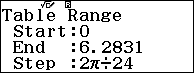 Table Range
Start:0
End :6.2831
Step :2π÷24